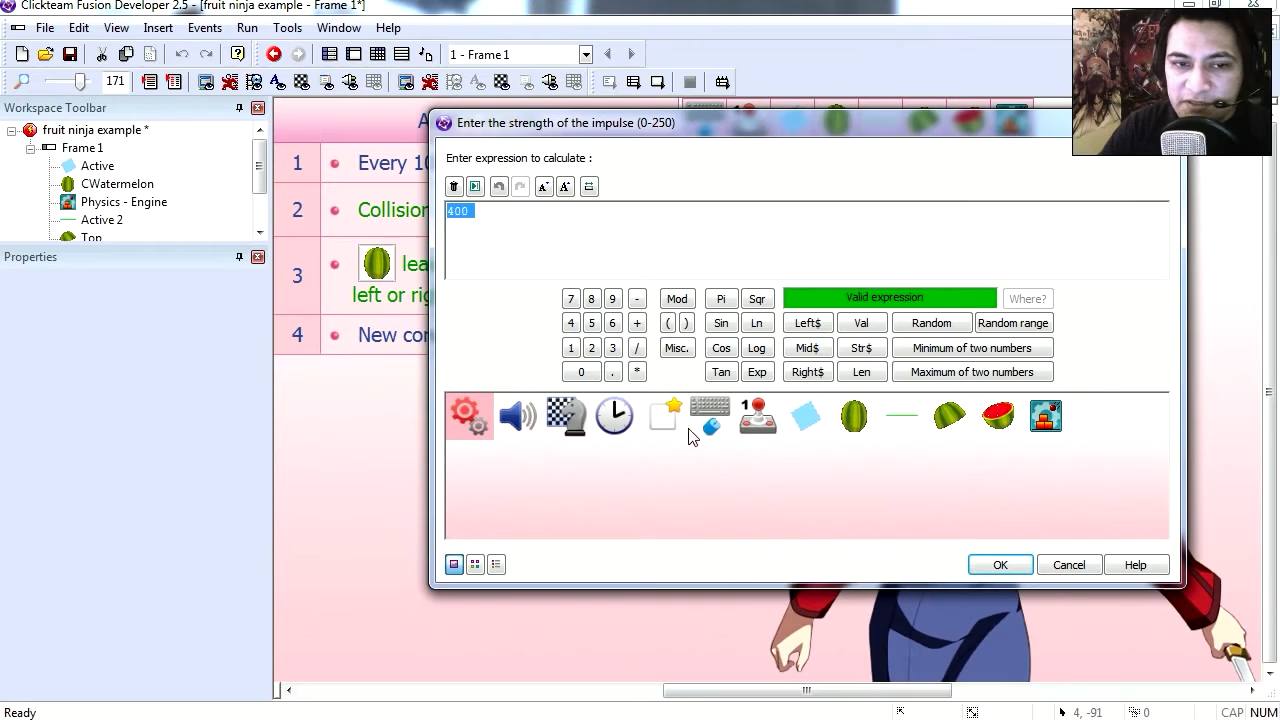 Clickteam Fusion Developer 2.5 - [fruit ninja example - Frame 1*]
File Edit View Insert Events Run Tools Window Help
1 - Frame 1
171
Workspace Toolbar
fruit ninja example *
Frame 1
Active
CWatermelon
Physics - Engine
Active 2
Top
Properties
A
1 Every 10
2 Collision
3 lea
left or rig
4 New con
Enter the strength of the impulse (0-250)
Enter expression to calculate :
400
7 8 9 - Mod Pi Sqr Valid expression Where?
4 5 6 + ( ) Sin Ln Left$ Val Random Random range
1 2 3 / Misc. Cos Log Mid$ Str$ Minimum of two numbers
0 . * Tan Exp Right$ Len Maximum of two numbers
1
OK Cancel Help
Ready 4, -91 0 CAP NUM